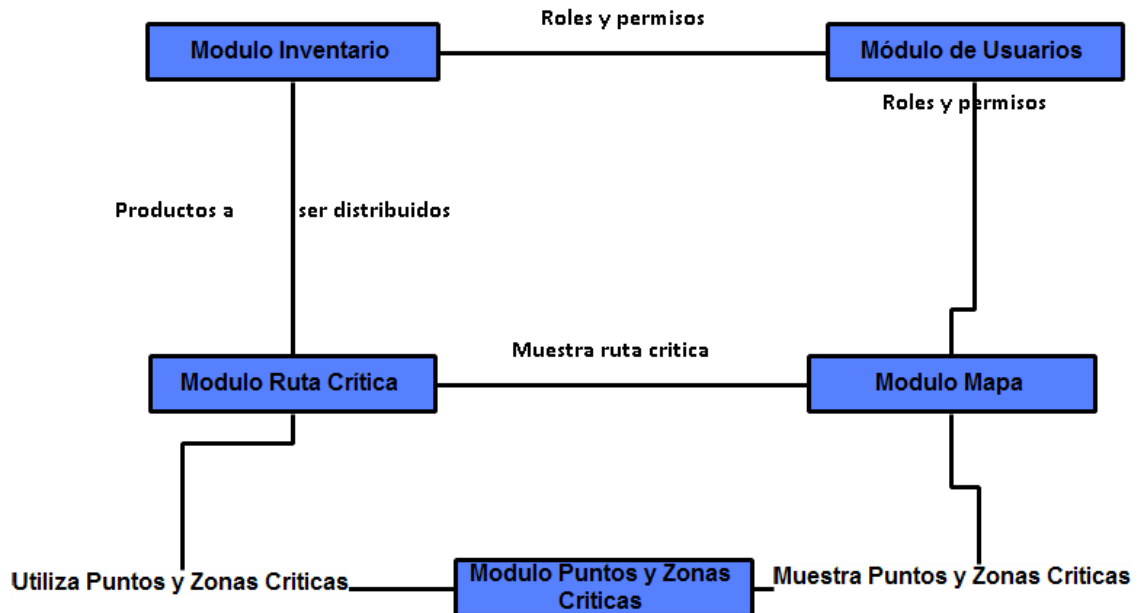 Roles y permisos
Modulo Inventario
Módulo de Usuarios
Roles y permisos
Productos a ser distribuidos
Muestra ruta critica
Modulo Ruta Crítica
Modulo Mapa
Utiliza Puntos y Zonas Criticas
Modulo Puntos y Zonas
Criticas
Muestra Puntos y Zonas Criticas